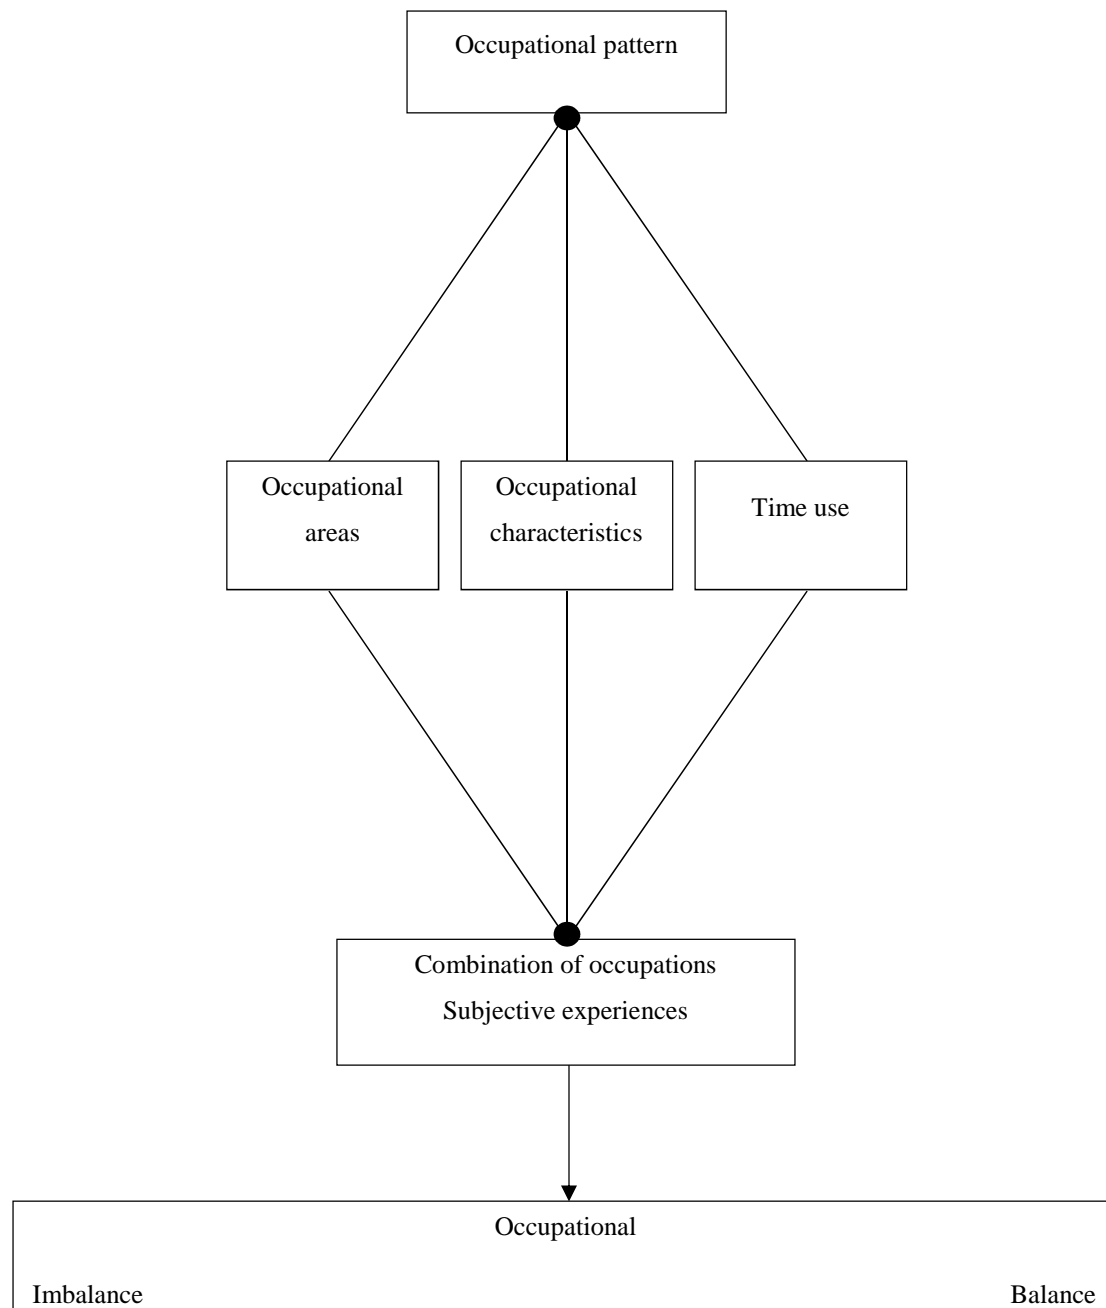 Occupational pattern
Occupational
areas
Occupational
characteristics
Time use
Combination of occupations
Subjective experiences
Occupational
Imbalance Balance